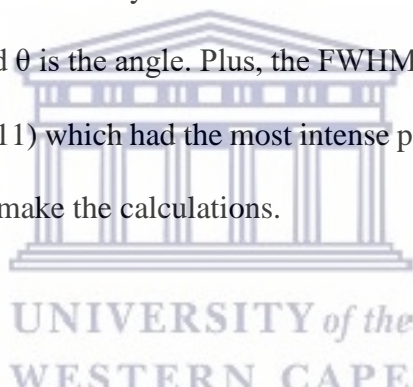 d θ is the angle. Plus, the FWHM
11) which had the most intense p
make the calculations.
UNIVERSITY of the
WESTERN CAPE